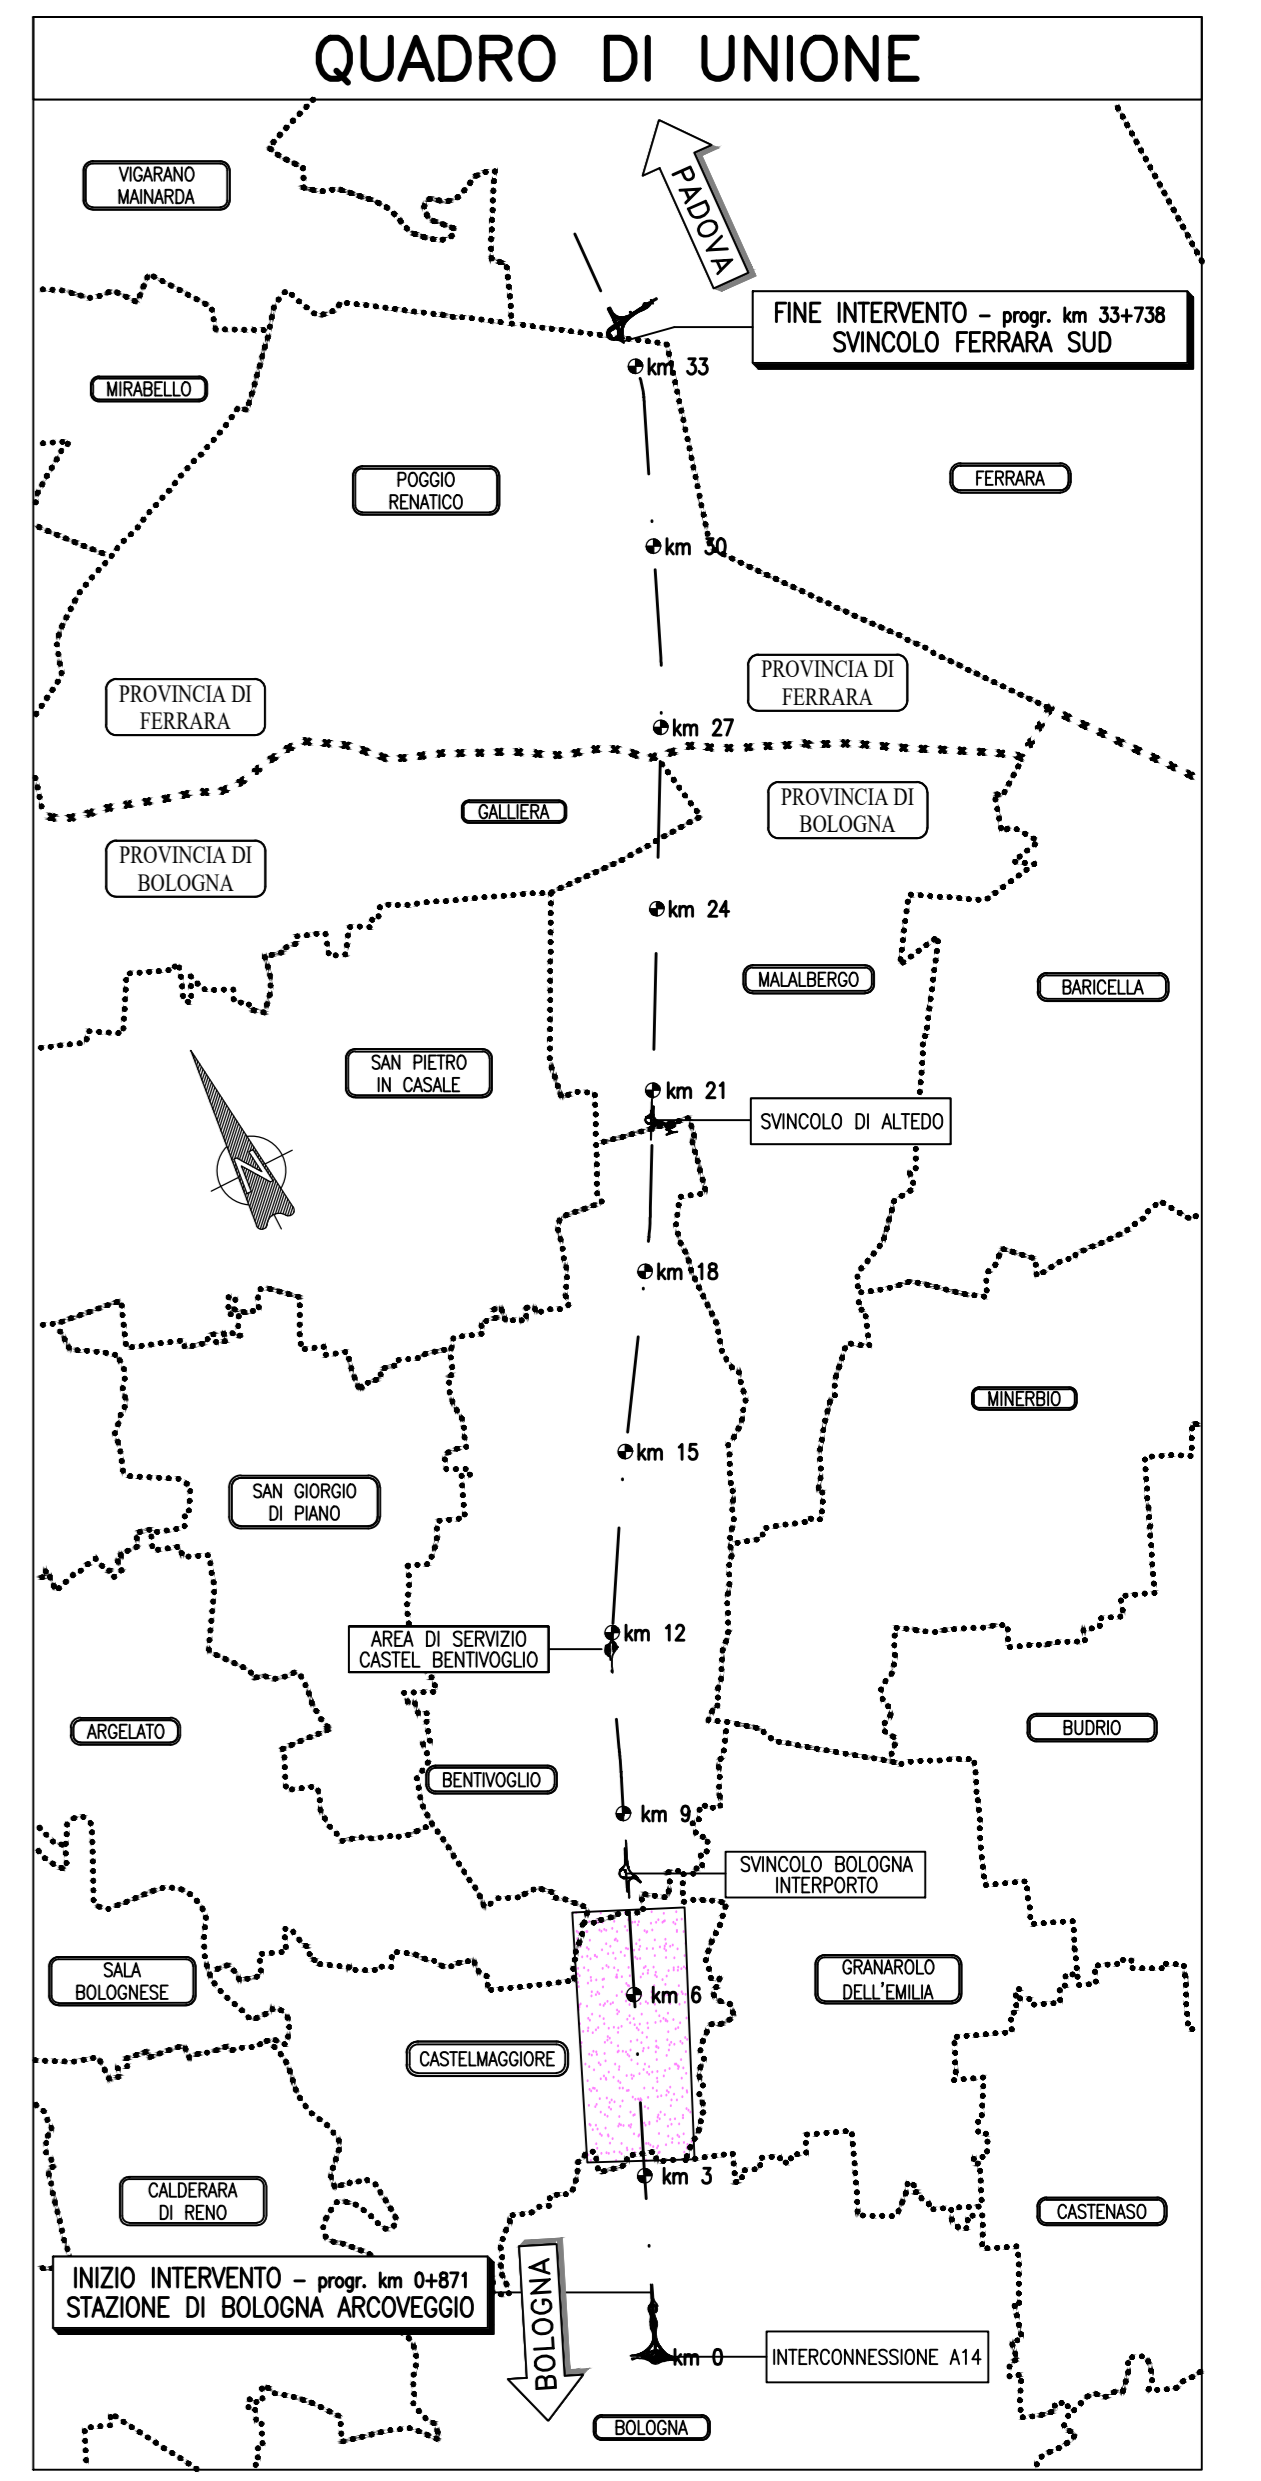 QUADRO DI UNIONE
VIGARANO
MAINARDA
PADOVA
FINE INTERVENTO – progr. km 33+738
SVINCOLO FERRARA SUD
km 33
MIRABELLO
POGGIO
RENATICO
FERRARA
km 30
PROVINCIA DI
FERRARA
PROVINCIA DI
FERRARA
km 27
GALLIERA
PROVINCIA DI
BOLOGNA
PROVINCIA DI
BOLOGNA
km 24
MALALBERGO
BARICELLA
SAN PIETRO
IN CASALE
km 21
SVINCOLO DI ALTEDO
N
km 18
MINERBIO
km 15
SAN GIORGIO
DI PIANO
km 12
AREA DI SERVIZIO
CASTEL BENTIVOGLIO
ARGELATO
BUDRIO
BENTIVOGLIO
km 9
SVINCOLO BOLOGNA
INTERPORTO
SALA
BOLOGNESE
GRANAROLO
DELL'EMILIA
km 6
CASTELMAGGIORE
km 3
CALDERARA
DI RENO
CASTENASO
INIZIO INTERVENTO – progr. km 0+871
STAZIONE DI BOLOGNA ARCOVEGGIO
BOLOGNA
km 0
INTERCONNESSIONE A14
BOLOGNA